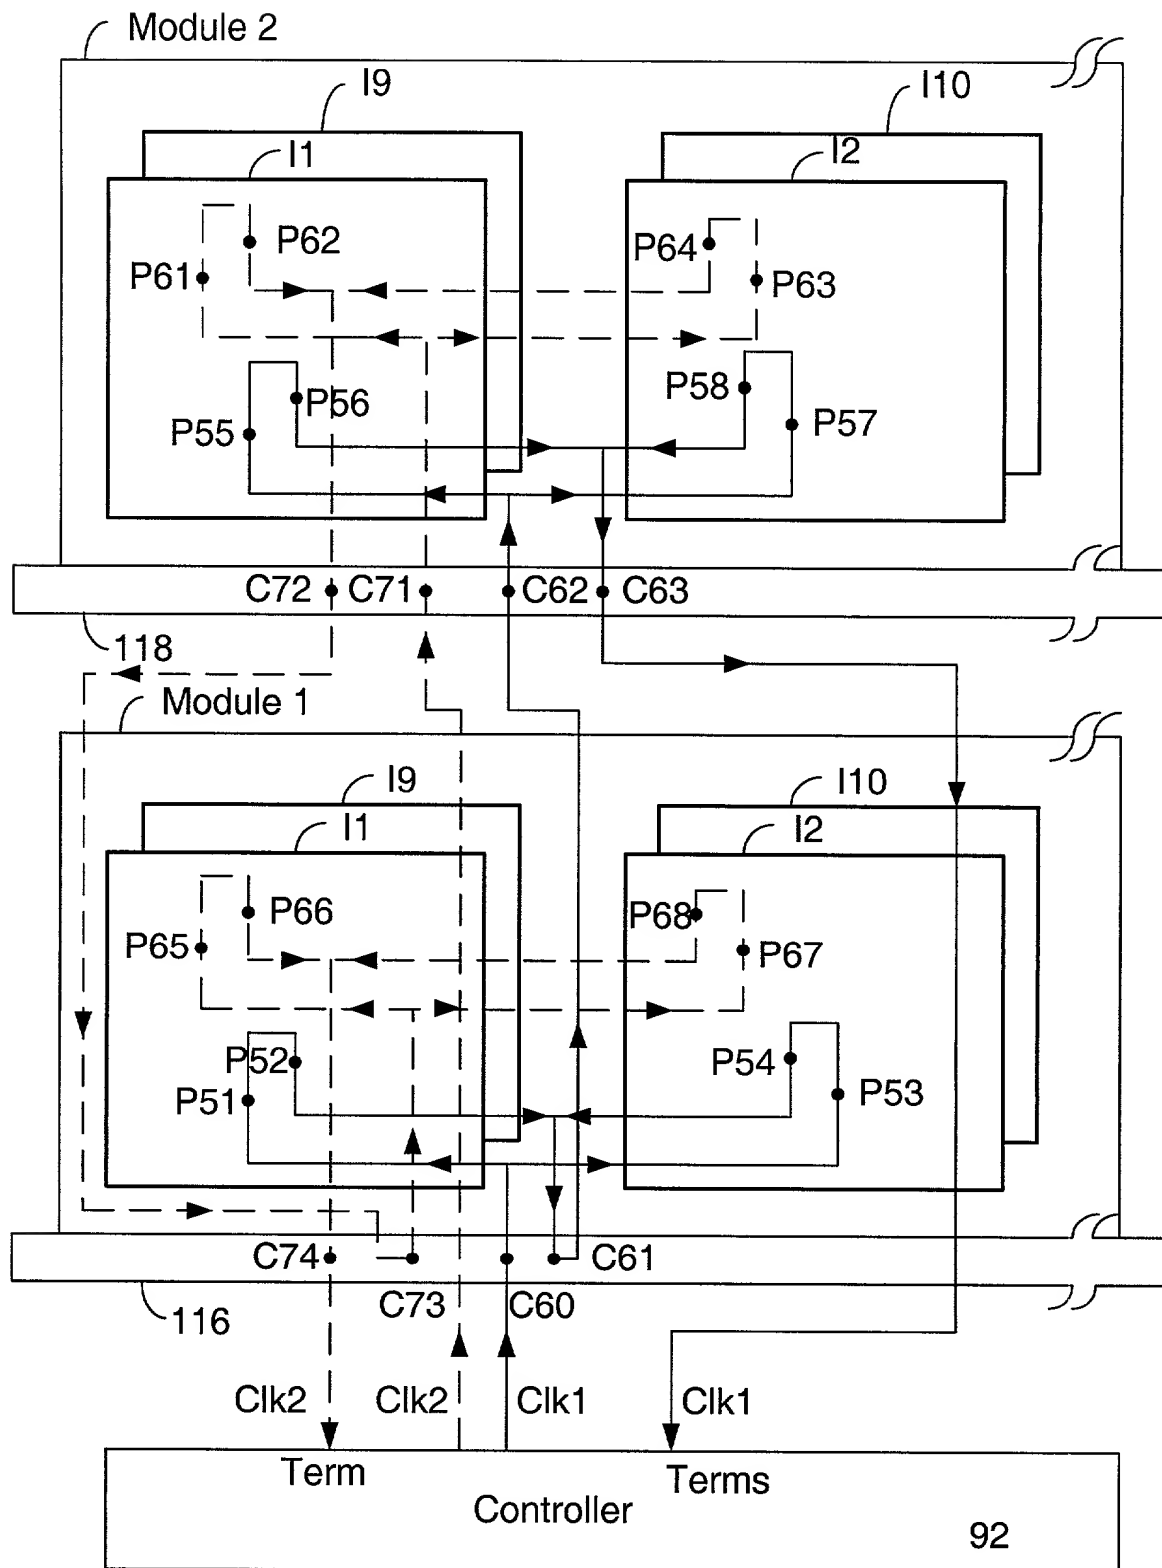 Module 2
I9
I10
I1
I2
P62
P64
P61
P63
P56
P58
P55
P57
C72
C71
C62
C63
118
Module 1
I9
I10
I1
I2
P66
P68
P65
P67
P52
P54
P51
P53
C74
C61
C73
C60
116
Clk2
Clk2
Clk1
Clk1
Term
Terms
Controller
92